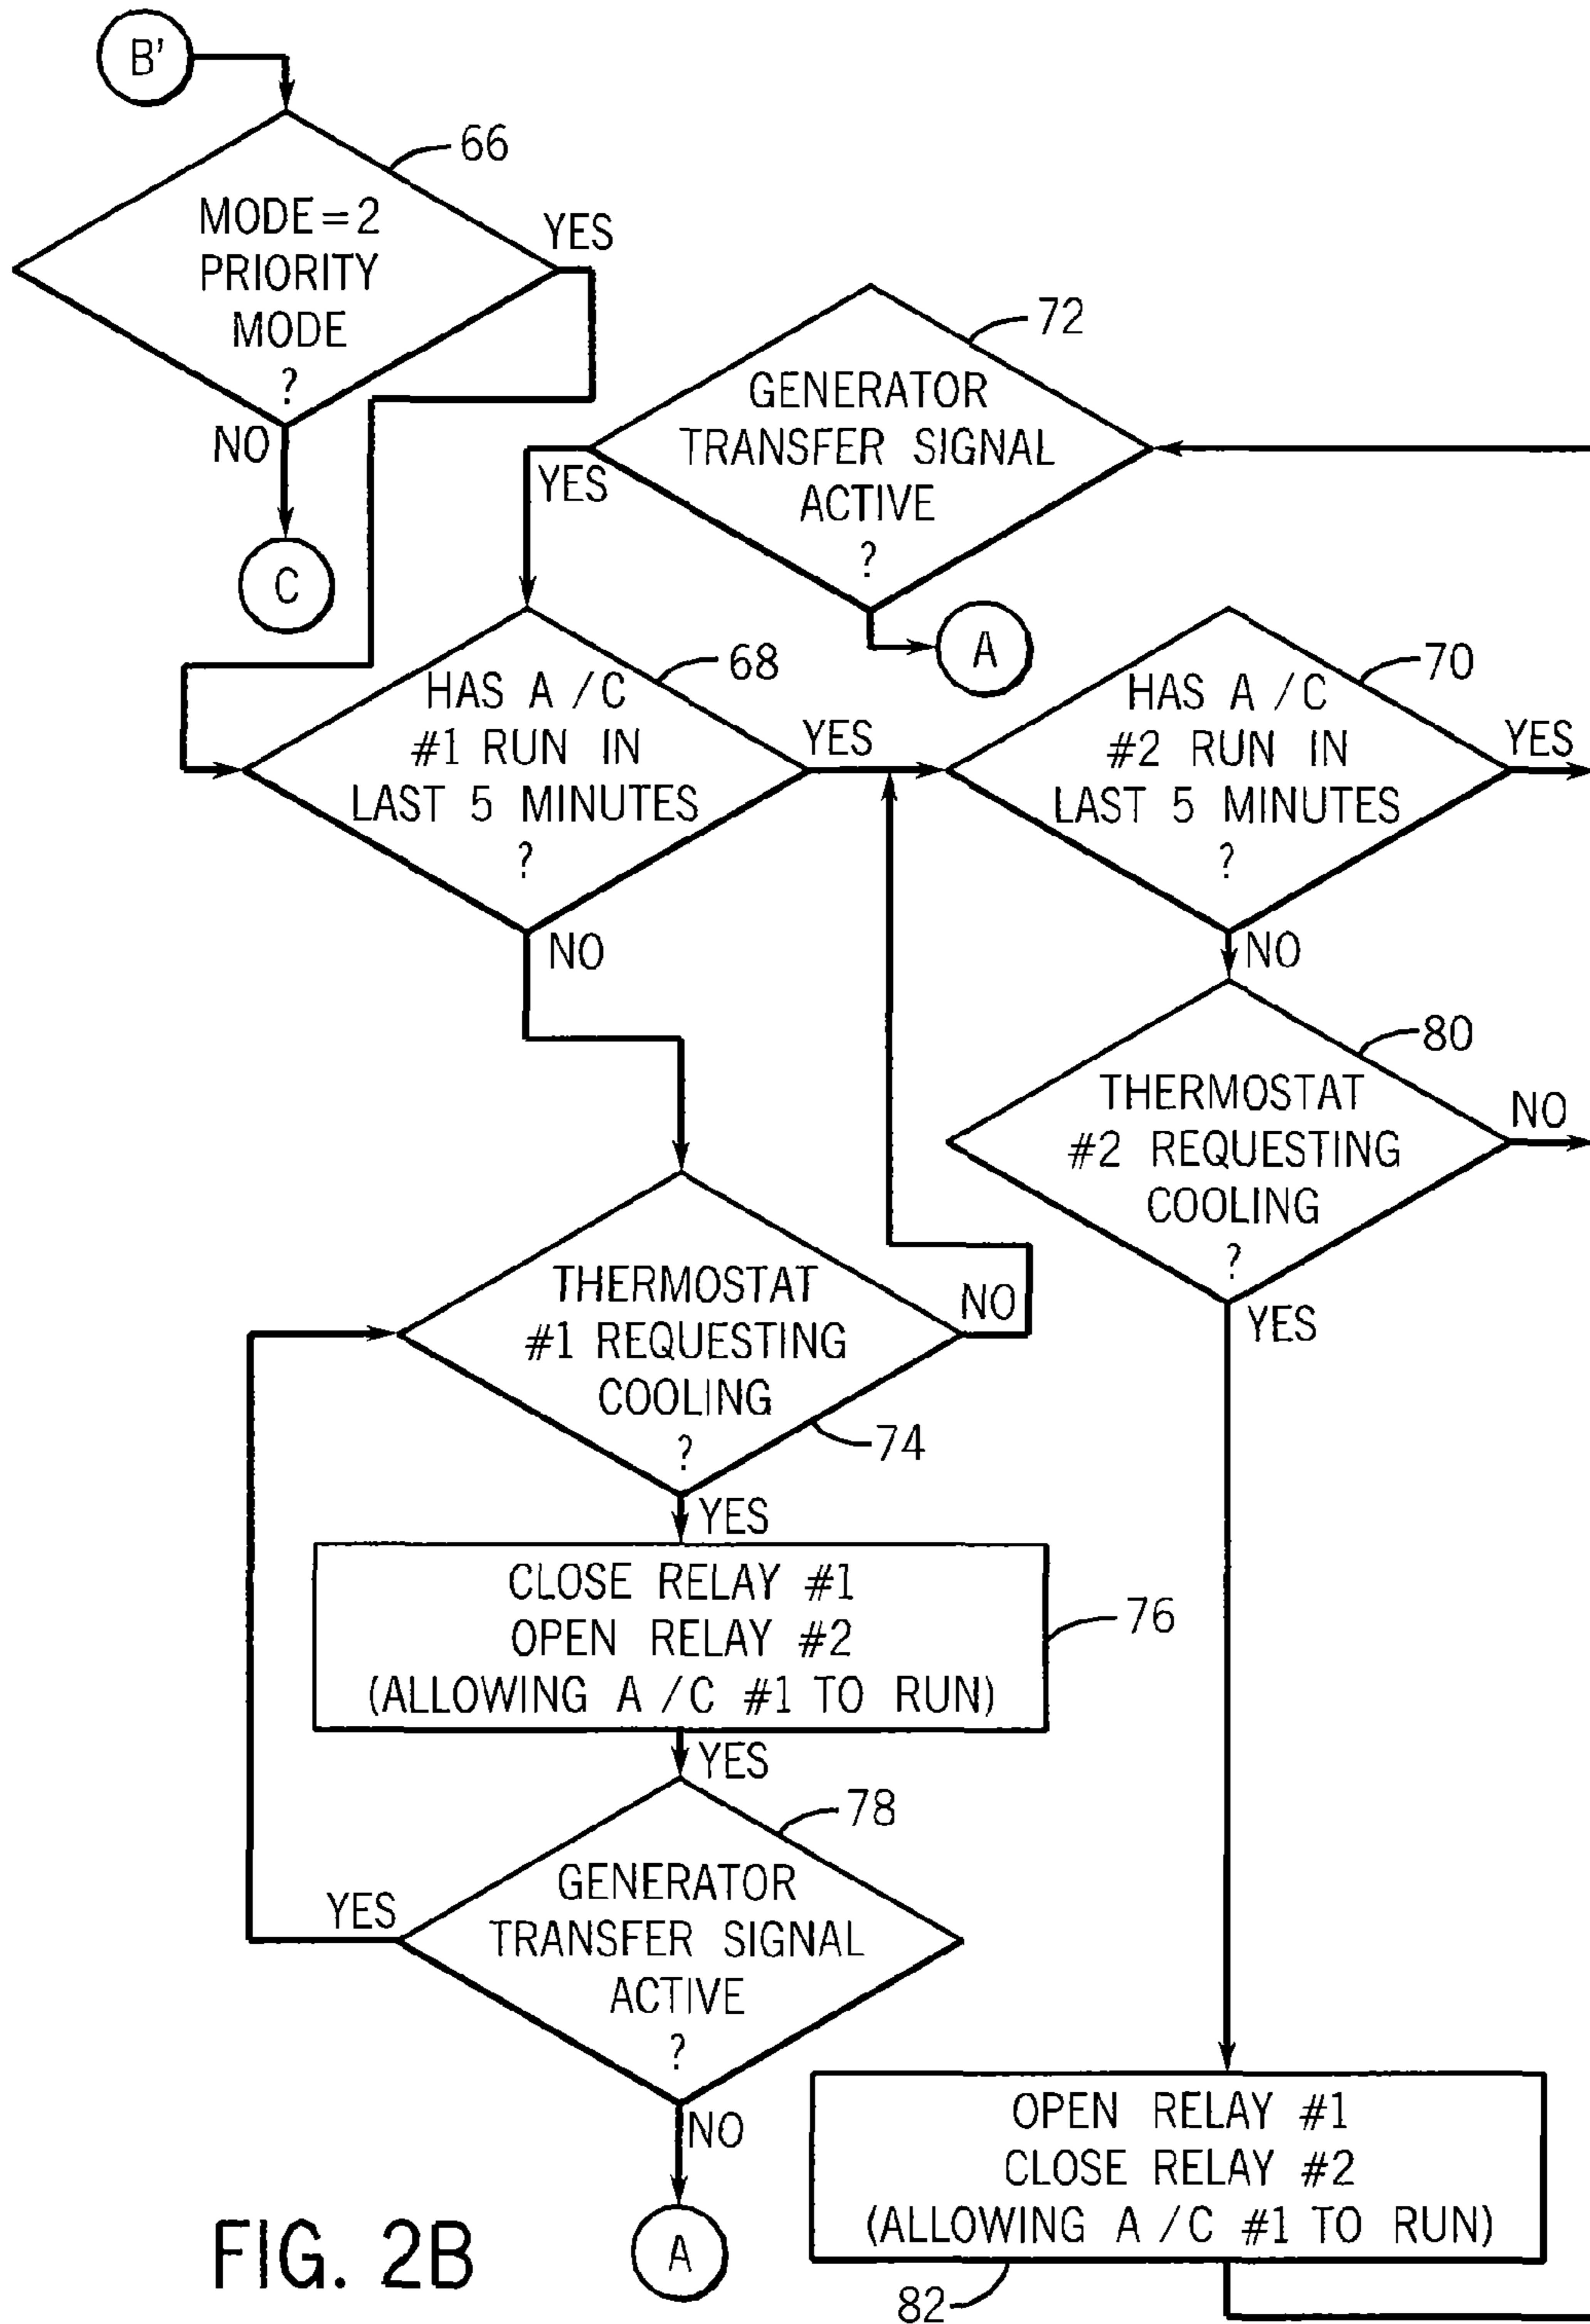 B'
66
MODE=2
PRIORITY
MODE
?
YES
NO
C
72
GENERATOR
TRANSFER SIGNAL
ACTIVE
?
YES
A
68
HAS A/C
#1 RUN IN
LAST 5 MINUTES
?
YES
NO
70
HAS A/C
#2 RUN IN
LAST 5 MINUTES
?
YES
NO
80
THERMOSTAT
#2 REQUESTING
COOLING
?
NO
YES
THERMOSTAT
#1 REQUESTING
COOLING
?
NO
74
YES
CLOSE RELAY #1
OPEN RELAY #2
(ALLOWING A/C #1 TO RUN)
76
YES
78
GENERATOR
TRANSFER SIGNAL
ACTIVE
?
YES
NO
A
OPEN RELAY #1
CLOSE RELAY #2
(ALLOWING A/C #1 TO RUN)
82
FIG. 2B